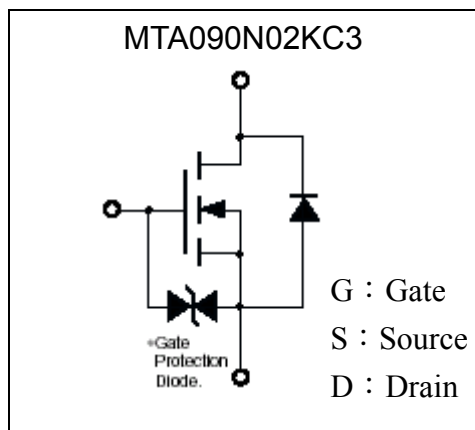 MTA090N02KC3
G：Gate
S：Source
D：Drain
*Gate
Protection
Diode.